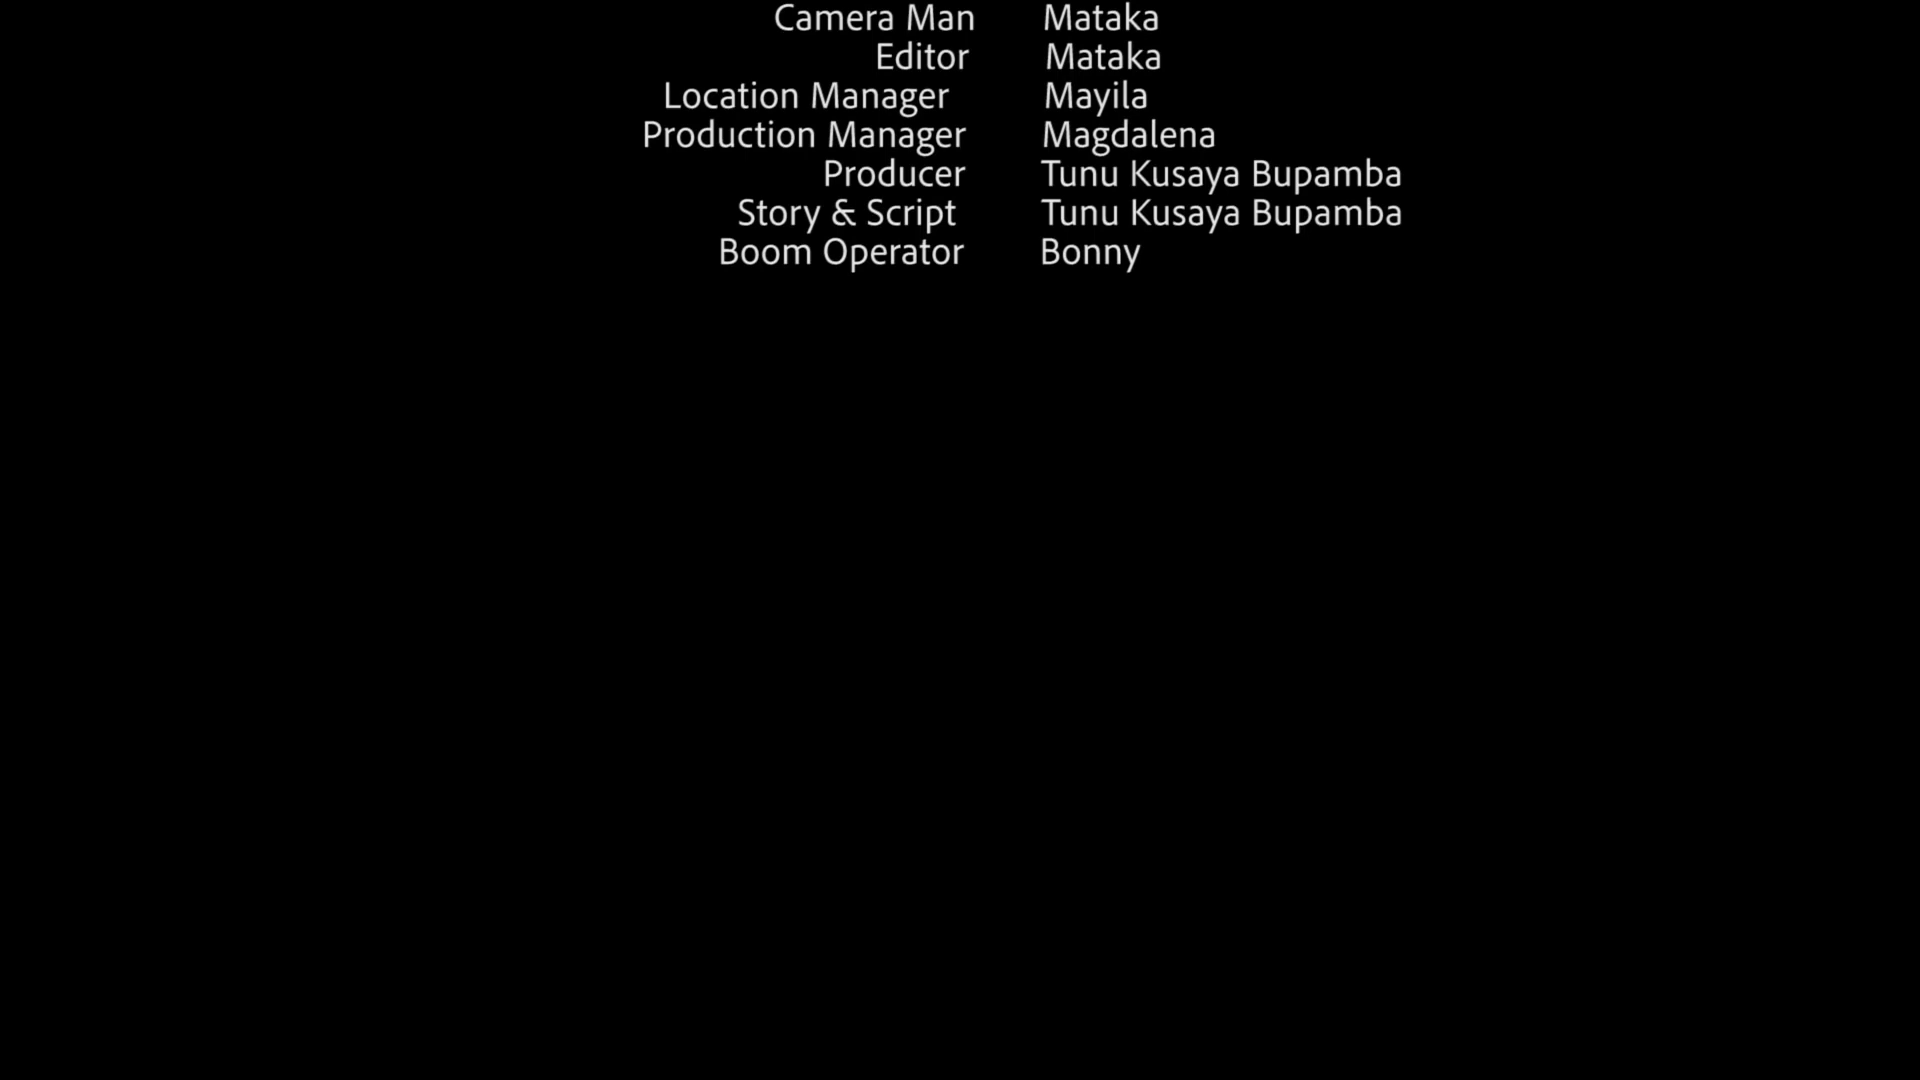 Camera Man Mataka
Editor Mataka
Location Manager Mayila
Production Manager Magdalena
Producer Tunu Kusaya Bupamba
Story & Script Tunu Kusaya Bupamba
Boom Operator Bonny